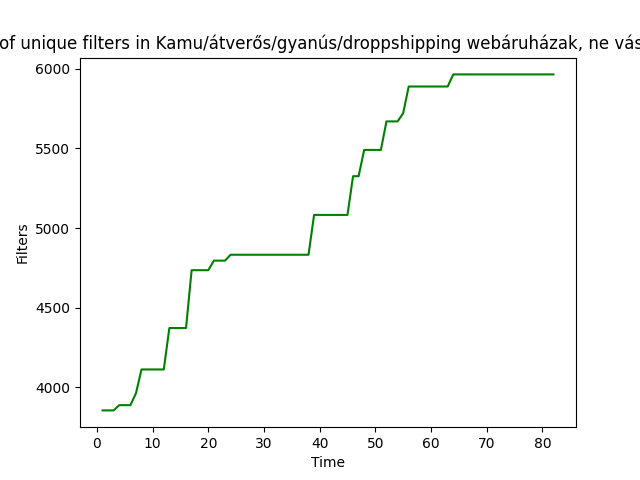 of unique filters in Kamu/átverős/gyanús/droppshipping webáruházak, ne vás
6000
5500
5000
4500
4000
Filters
0 10 20 30 40 50 60 70 80
Time